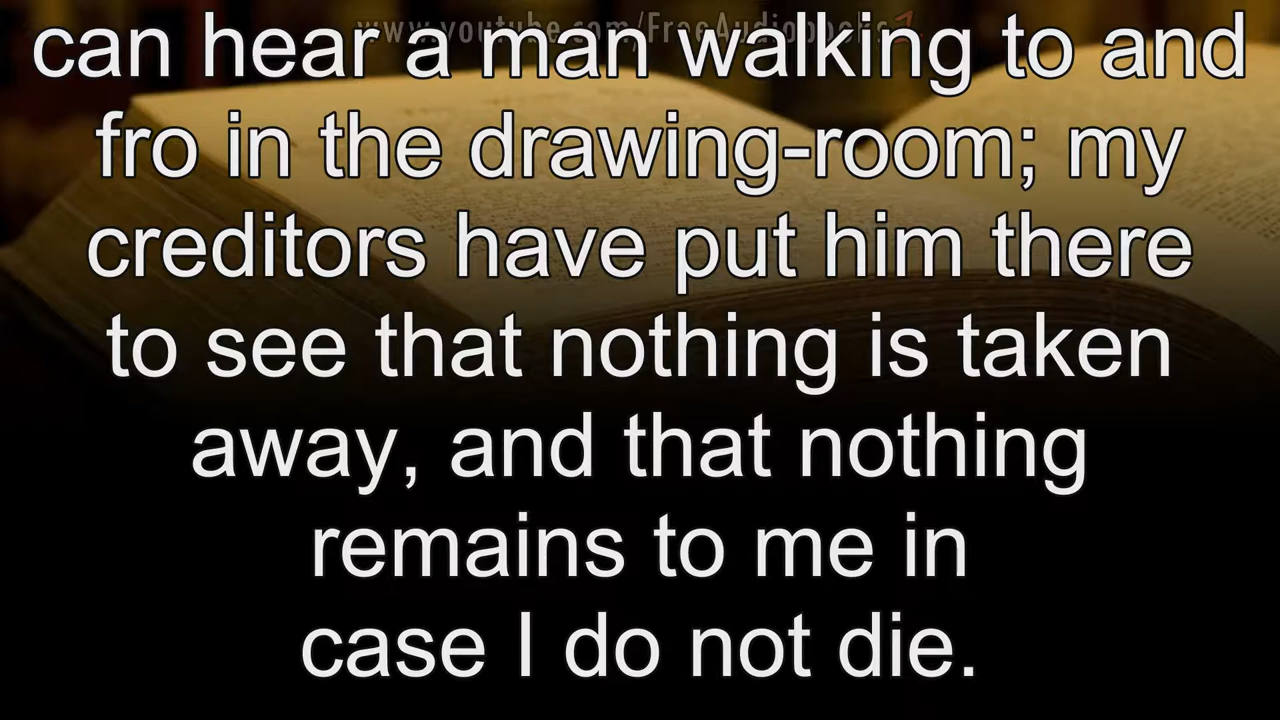 www.youtube.com/FreeAudiobooks
can hear a man walking to and
fro in the drawing-room; my
creditors have put him there
to see that nothing is taken
away, and that nothing
remains to me in
case I do not die.